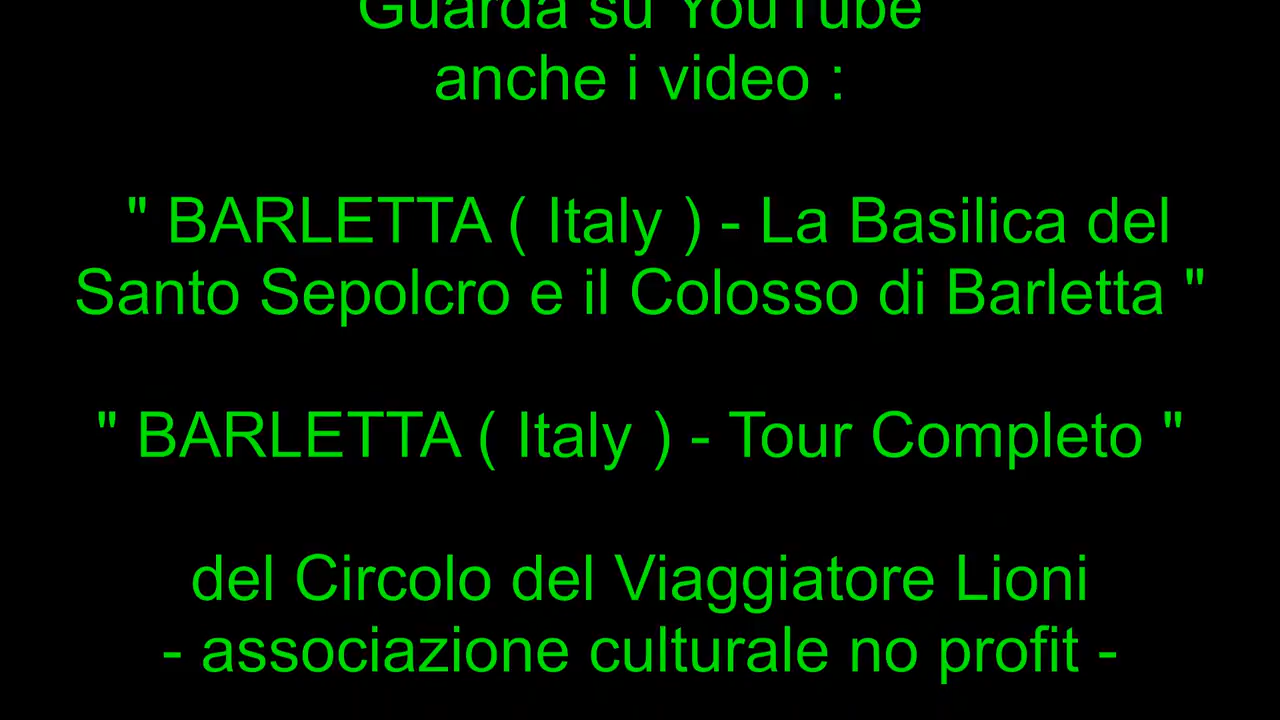 Guarda su YouTube
anche i video :
" BARLETTA ( Italy ) - La Basilica del
Santo Sepolcro e il Colosso di Barletta "
" BARLETTA ( Italy ) - Tour Completo "
del Circolo del Viaggiatore Lioni
- associazione culturale no profit -